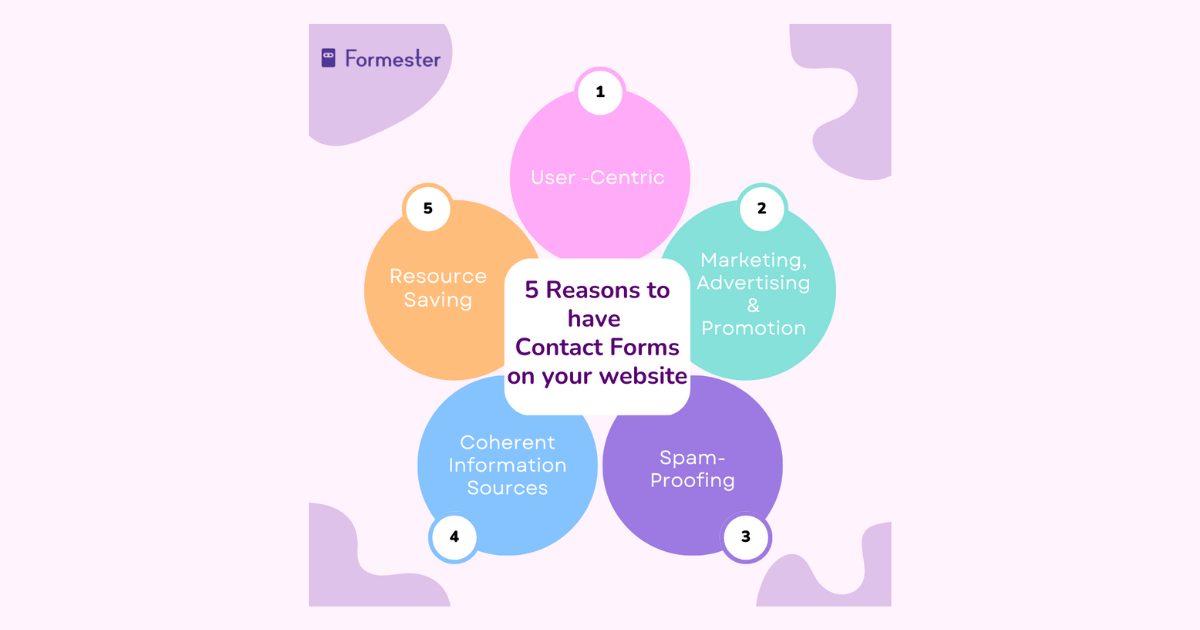 Formester
1
User -Centric
2
Marketing,
Advertising
&
Promotion
3
Spam-
Proofing
4
Coherent
Information
Sources
5
Resource
Saving
5 Reasons to
have
Contact Forms
on your website